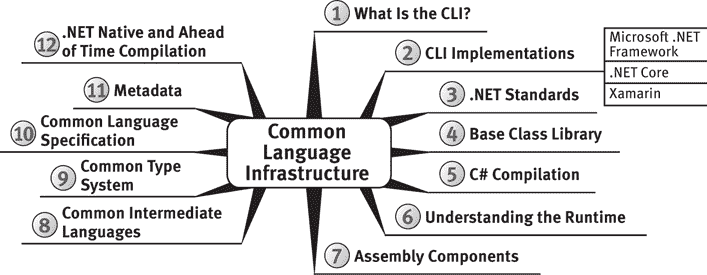 1 What Is the CLI?
2 CLI Implementations
Microsoft .NET
Framework
.NET Core
Xamarin
3 .NET Standards
4 Base Class Library
5 C# Compilation
6 Understanding the Runtime
7 Assembly Components
8 Common Intermediate
Languages
9 Common Type
System
10 Common Language
Specification
11 Metadata
12 .NET Native and Ahead
of Time Compilation
Common
Language
Infrastructure